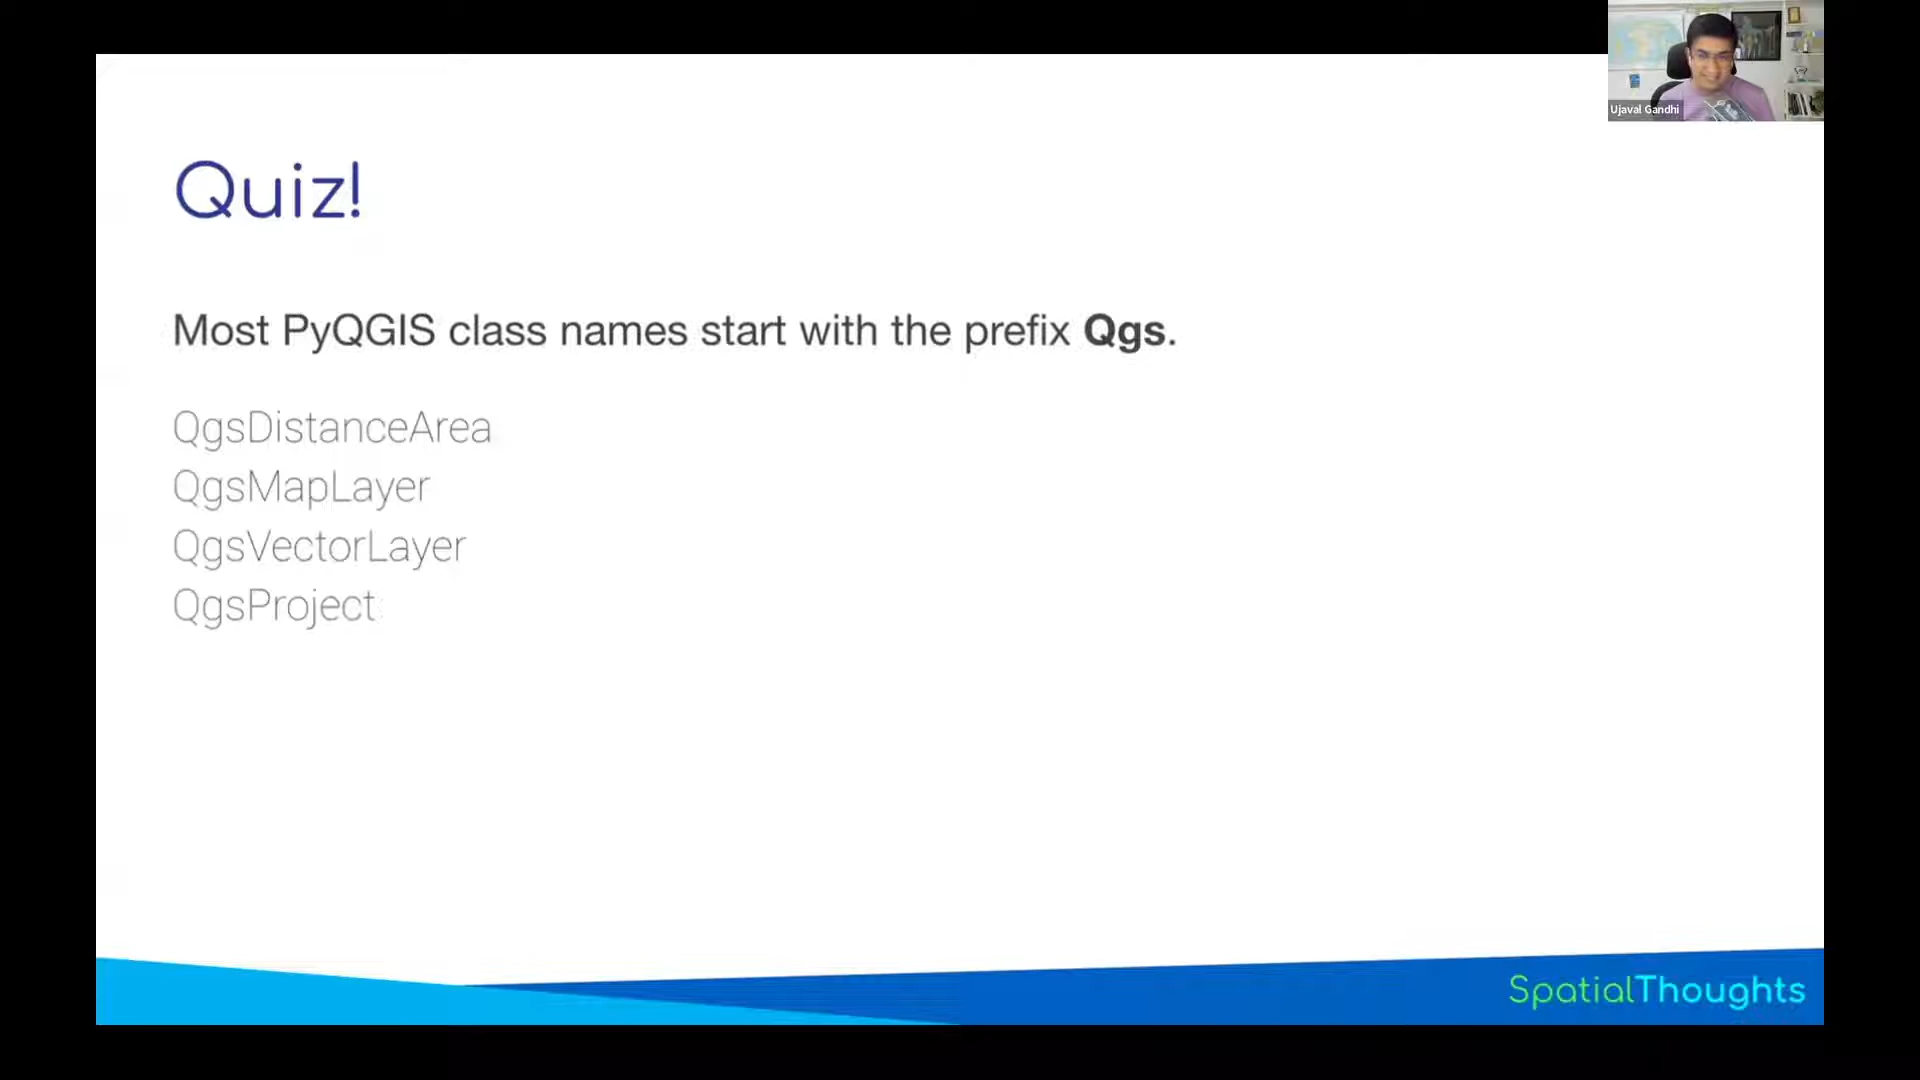 Ujaval Gandhi
Quiz!
Most PyQGIS class names start with the prefix Qgs.
QgsDistanceArea
QgsMapLayer
QgsVectorLayer
QgsProject
SpatialThoughts